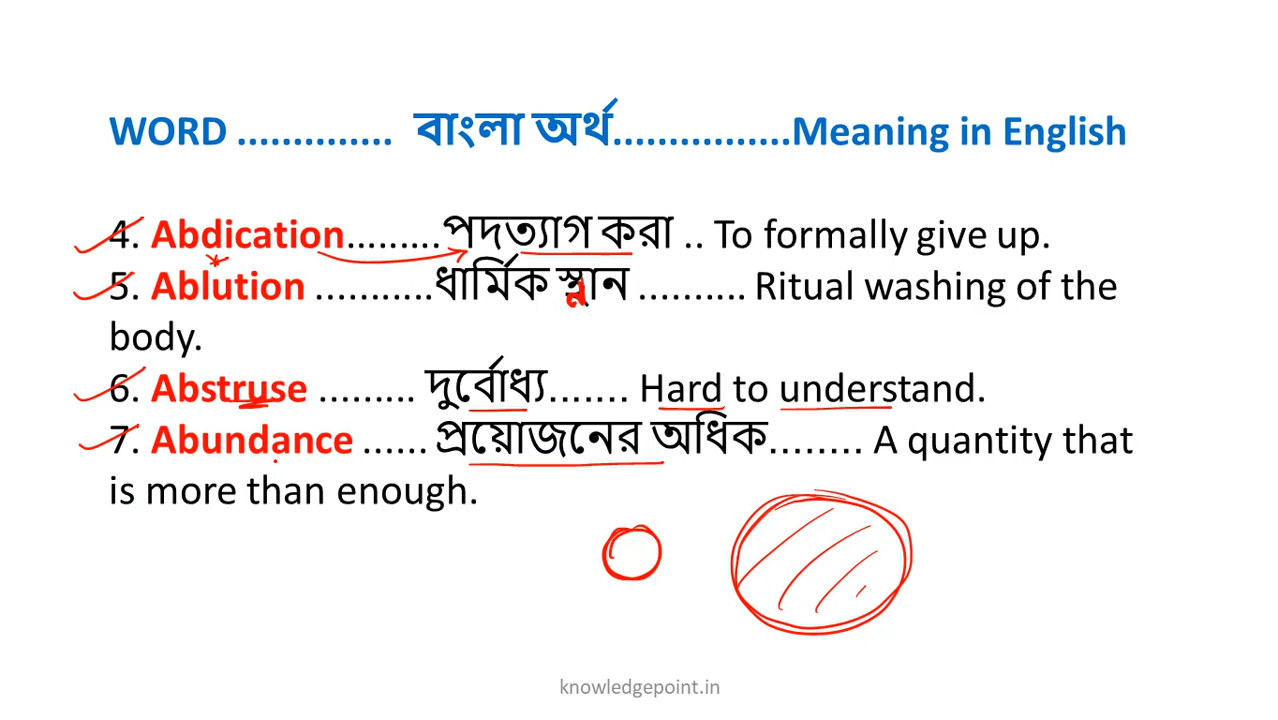 WORD .............. বাংলা অর্থ................Meaning in English
4. Abdication.........পদত্যাগ করা .. To formally give up.
5. Ablution ...........ধার্মিক স্নান .......... Ritual washing of the
body.
6. Abstruse ......... দুর্বোধ্য....... Hard to understand.
7. Abundance ...... প্রয়োজনের অধিক........ A quantity that
is more than enough.
knowledgepoint.in